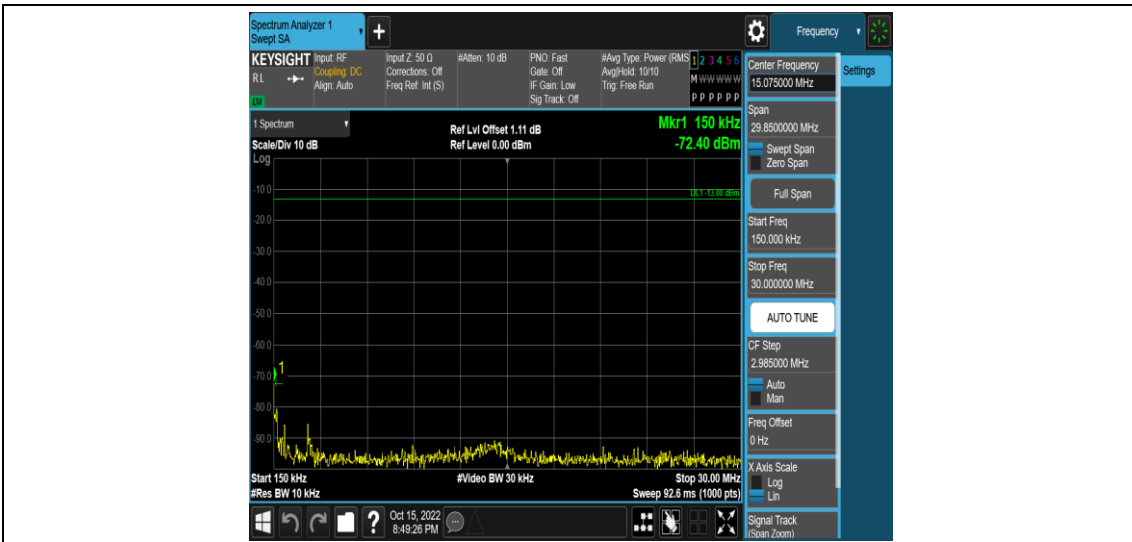 Spectrum Analyzer 1
Swept SA
Frequency
KEYSIGHT
RL
LXI
Input: RF
Coupling: DC
Align: Auto
Input Z: 50 Ω
Corrections: Off
Freq Ref: Int (S)
#Atten: 10 dB
PNO: Fast
Gate: Off
IF Gain: Low
Sig Track: Off
#Avg Type: Power (RMS
Avg|Hold: 10/10
Trig: Free Run
1 2 3 4 5 6
M W W W W W
P P P P P P
1 Spectrum
Scale/Div 10 dB
Log
Ref Lvl Offset 1.11 dB
Ref Level 0.00 dBm
Mkr1 150 kHz
-72.40 dBm
DL1 -13.00 dBm
-10.0
-20.0
-30.0
-40.0
-50.0
-60.0
-70.0
-80.0
-90.0
1
Start 150 kHz
#Res BW 10 kHz
#Video BW 30 kHz
Stop 30.00 MHz
Sweep 92.6 ms (1000 pts)
Oct 15, 2022
8:49:26 PM
Center Frequency
15.075000 MHz
Settings
Span
29.8500000 MHz
Swept Span
Zero Span
Full Span
Start Freq
150.000 kHz
Stop Freq
30.000000 MHz
AUTO TUNE
CF Step
2.985000 MHz
Auto
Man
Freq Offset
0 Hz
X Axis Scale
Log
Lin
Signal Track
(Span Zoom)